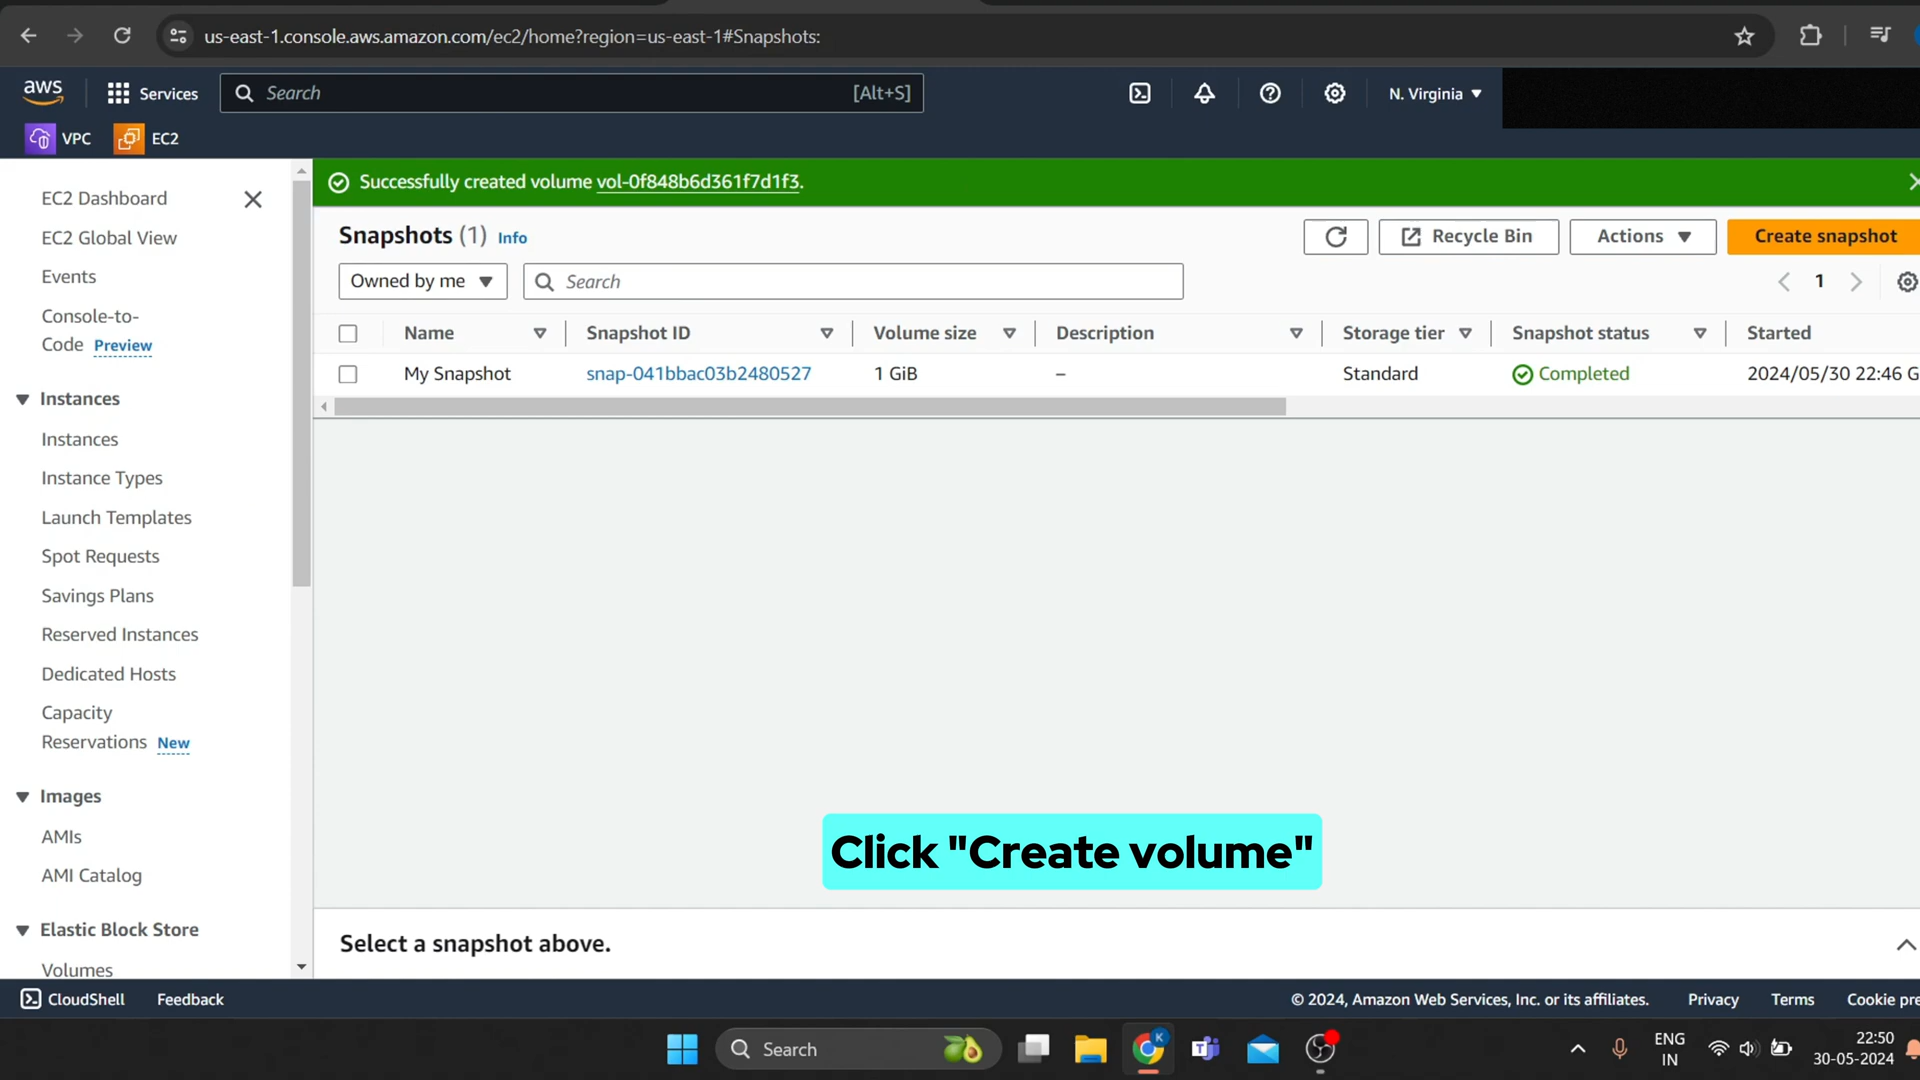 us-east-1.console.aws.amazon.com/ec2/home?region=us-east-1#Snapshots:
aws
Services
Search
[Alt+S]
N. Virginia
VPC
EC2
EC2 Dashboard
EC2 Global View
Events
Console-to-
Code Preview
Instances
Instances
Instance Types
Launch Templates
Spot Requests
Savings Plans
Reserved Instances
Dedicated Hosts
Capacity
Reservations New
Images
AMIs
AMI Catalog
Elastic Block Store
Volumes
Successfully created volume vol-0f848b6d361f7d1f3.
Snapshots (1) Info
Recycle Bin
Actions
Create snapshot
Owned by me
Search
1
Name Snapshot ID Volume size Description Storage tier Snapshot status Started
My Snapshot snap-041bbac03b2480527 1 GiB – Standard Completed 2024/05/30 22:46 G
Click "Create volume"
Select a snapshot above.
CloudShell Feedback
© 2024, Amazon Web Services, Inc. or its affiliates. Privacy Terms Cookie pre
Search
K
T
ENG
IN
22:50
30-05-2024